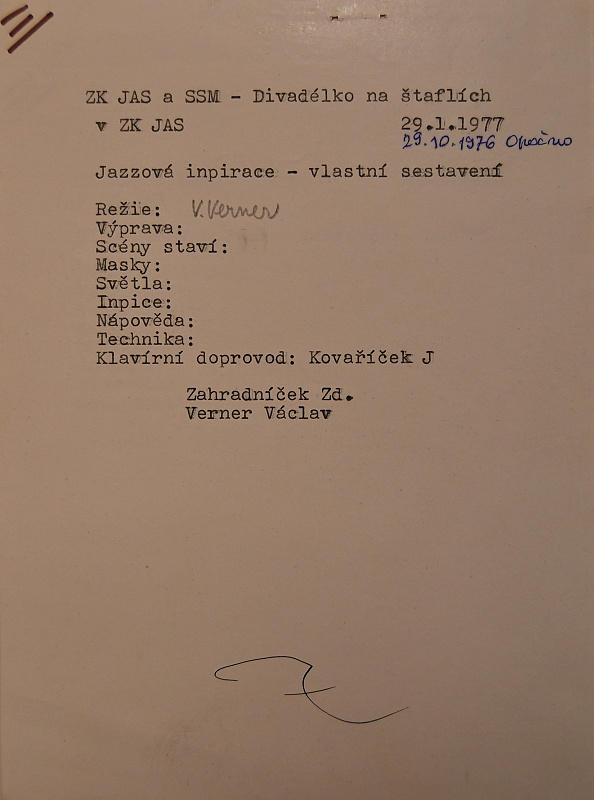 ZK JAS a SSM - Divadélko na štaflích
v ZK JAS 29.1.1977
29.10.1976 Opočno
Jazzová inpirace - vlastní sestavení
Režie: V. Verner
Výprava:
Scény staví:
Masky:
Světla:
Inpice:
Nápověda:
Technika:
Klavírní doprovod: Kovaříček J
Zahradníček Zd.
Verner Václav